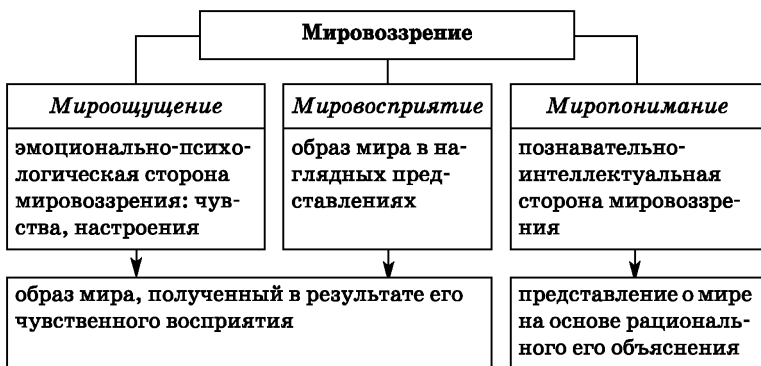 Мировоззрение
Мироощущение
эмоционально-психо-
логическая сторона
мировоззрения: чув-
ства, настроения
Мировосприятие
образ мира в на-
глядных пред-
ставлениях
Миропонимание
познавательно-
интеллектуальная
сторона мировоззре-
ния
образ мира, полученный в результате его
чувственного восприятия
представление о мире
на основе рациональ-
ного его объяснения